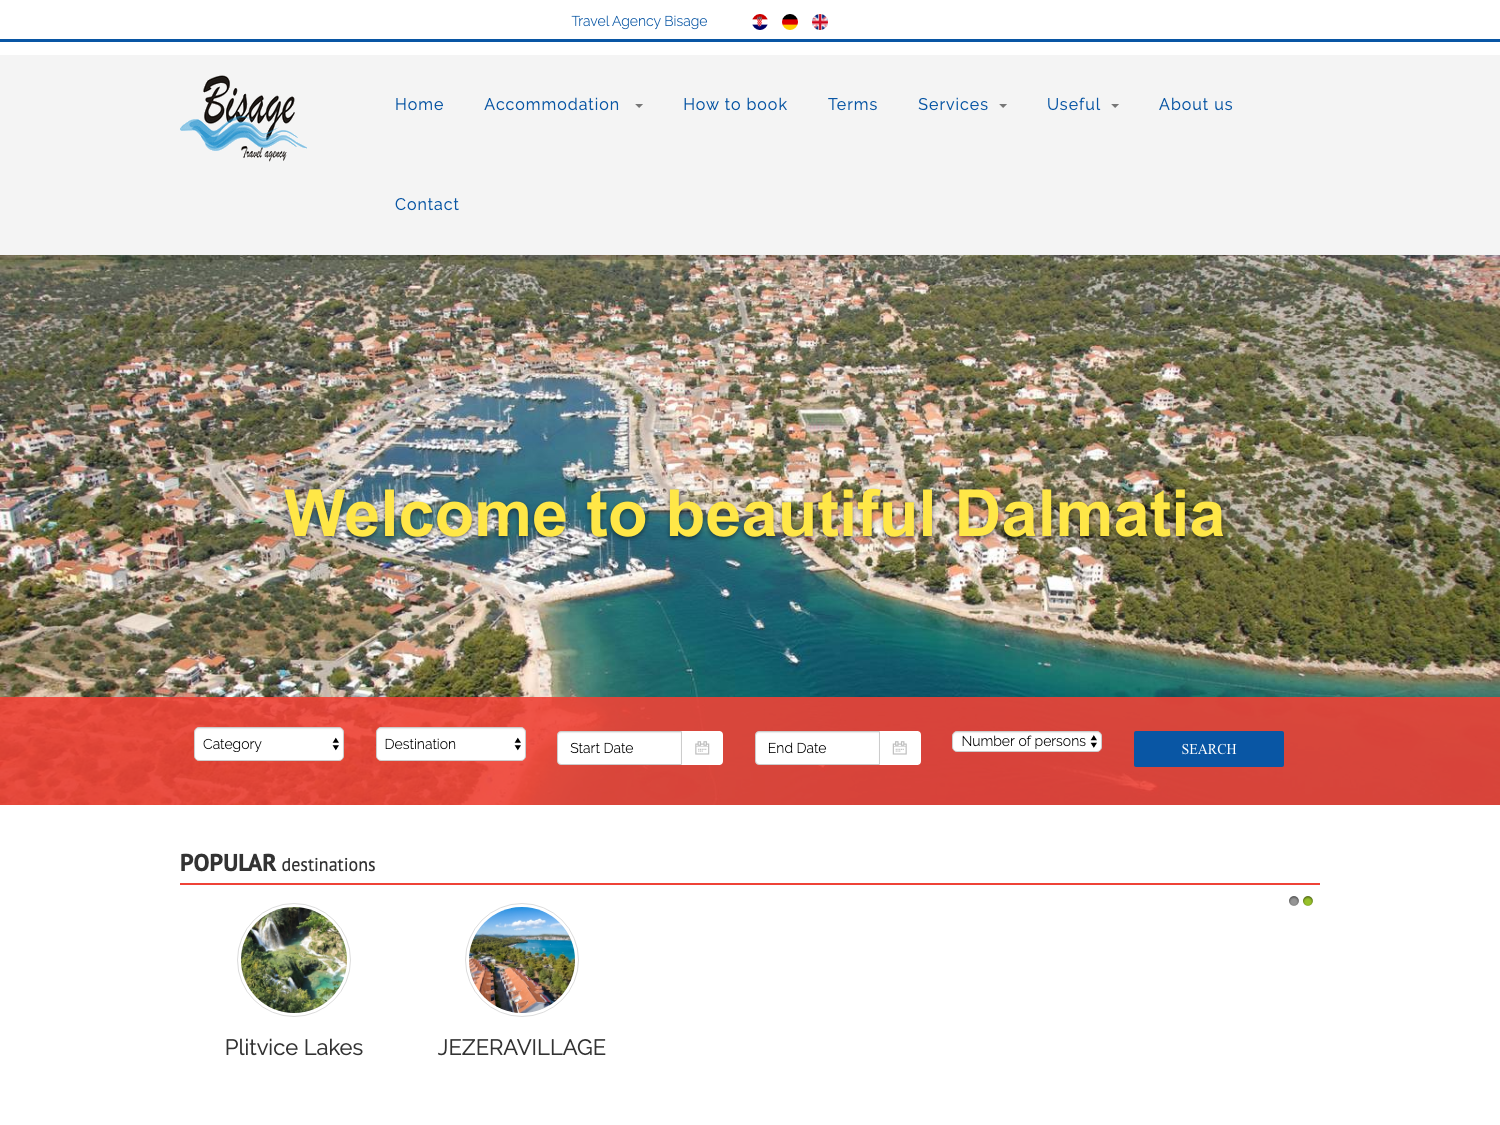 Travel Agency Bisage
Bisage
Travel agency
Home Accommodation How to book Terms Services Useful About us
Contact
Welcome to beautiful Dalmatia
Category Destination Start Date End Date Number of persons SEARCH
POPULAR destinations
Plitvice Lakes JEZERAVILLAGE